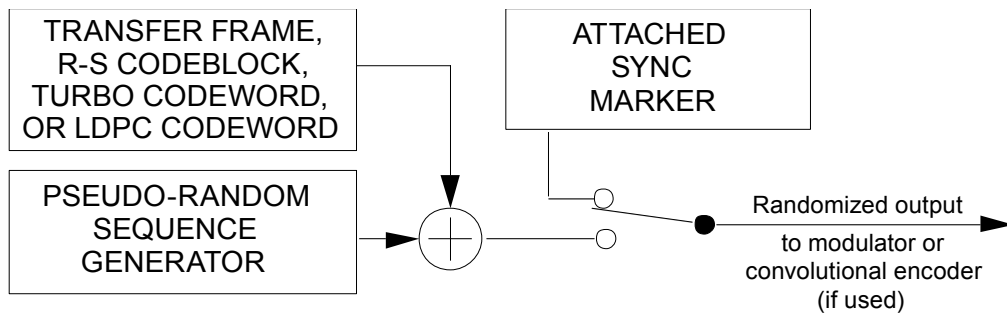 TRANSFER FRAME,
R-S CODEBLOCK,
TURBO CODEWORD,
OR LDPC CODEWORD
ATTACHED
SYNC
MARKER
PSEUDO-RANDOM
SEQUENCE
GENERATOR
Randomized output
to modulator or
convolutional encoder
(if used)